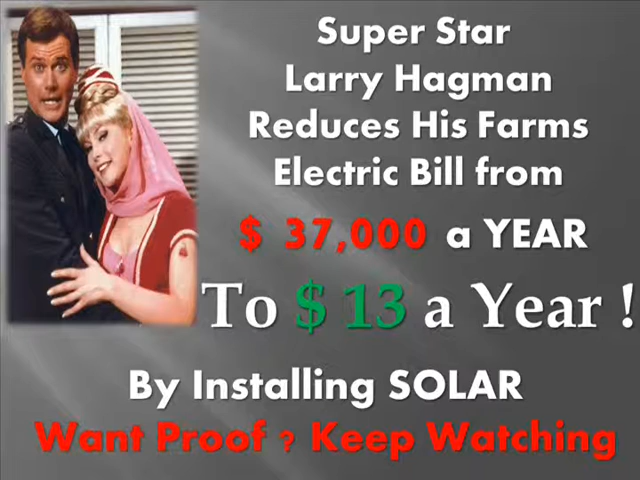 Super Star
Larry Hagman
Reduces His Farms
Electric Bill from
$ 37,000 a YEAR
To $ 13 a Year !
By Installing SOLAR
Want Proof ? Keep Watching